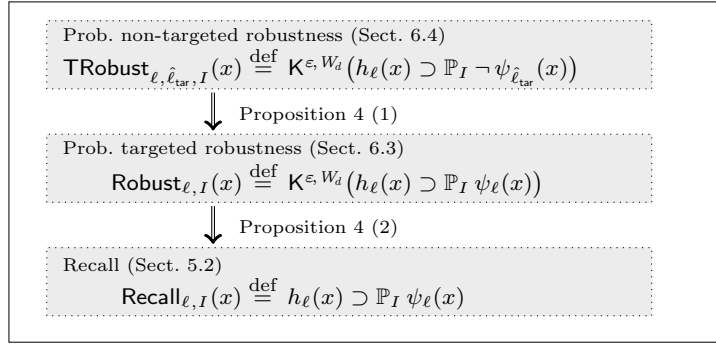 Prob. non-targeted robustness (Sect. 6.4)
TRobust_{ℓ, ℓ̂_tar, I}(x) ≝ K^{ε, W_d}(h_ℓ(x) ⊃ ℙ_I ¬ ψ_{ℓ̂_tar}(x))
Proposition 4 (1)
Prob. targeted robustness (Sect. 6.3)
Robust_{ℓ, I}(x) ≝ K^{ε, W_d}(h_ℓ(x) ⊃ ℙ_I ψ_ℓ(x))
Proposition 4 (2)
Recall (Sect. 5.2)
Recall_{ℓ, I}(x) ≝ h_ℓ(x) ⊃ ℙ_I ψ_ℓ(x)